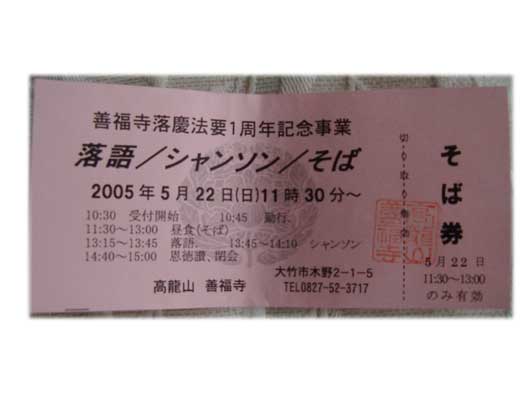 善福寺落慶法要1周年記念事業
落語／シャンソン／そば
2005年5月22日(日)11時30分～
10:30 受付開始 10:45 勤行、
11:30～13:00 昼食(そば)
13:15～13:45 落語、 13:45～14:10 シャンソン
14:40～15:00 恩徳讃、閉会
大竹市木野2-1-5
高龍山 善福寺 TEL0827-52-3717
切り取り無効
そば券
5月22日
11:30～13:00
のみ有効